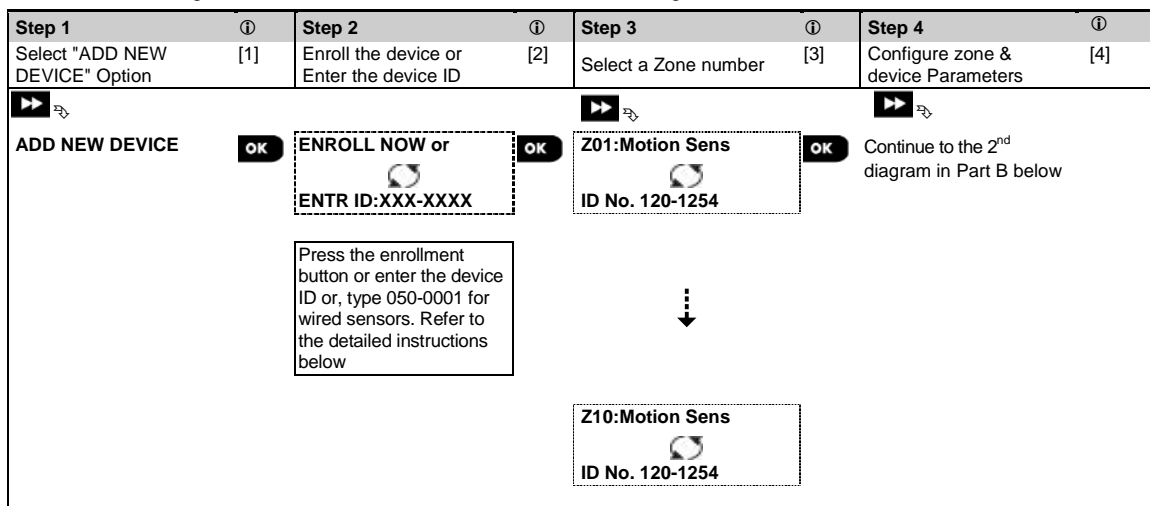 Step 1 ⓘ Step 2 ⓘ Step 3 ⓘ Step 4 ⓘ
Select "ADD NEW
DEVICE" Option
[1]
Enroll the device or
Enter the device ID
[2]
Select a Zone number
[3]
Configure zone &
device Parameters
[4]
ADD NEW DEVICE
OK
ENROLL NOW or
ENTR ID:XXX-XXXX
OK
Z01:Motion Sens
ID No. 120-1254
OK
Continue to the 2nd
diagram in Part B below
Press the enrollment
button or enter the device
ID or, type 050-0001 for
wired sensors. Refer to
the detailed instructions
below
Z10:Motion Sens
ID No. 120-1254